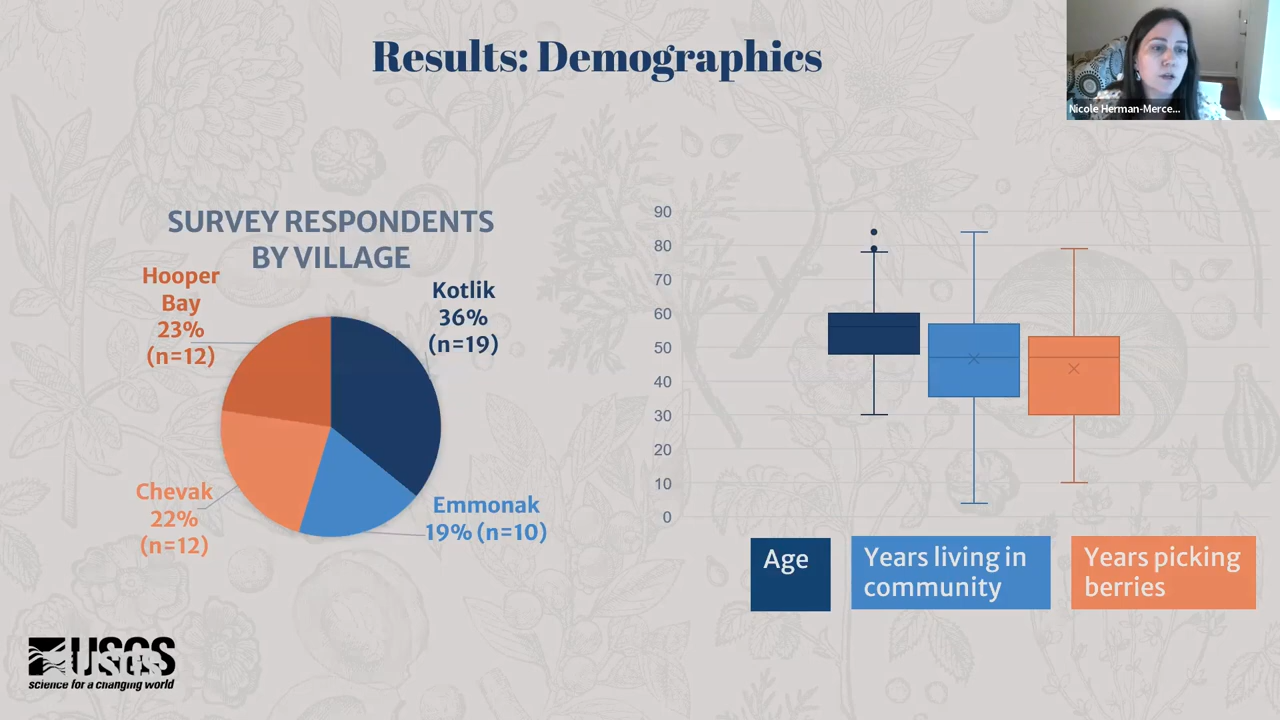 Results: Demographics
Nicole Herman-Merce...
SURVEY RESPONDENTS
BY VILLAGE
Hooper
Bay
23%
(n=12)
Kotlik
36%
(n=19)
Chevak
22%
(n=12)
Emmonak
19% (n=10)
90
80
70
60
50
40
30
20
10
0
Age
Years living in
community
Years picking
berries
USGS
science for a changing world